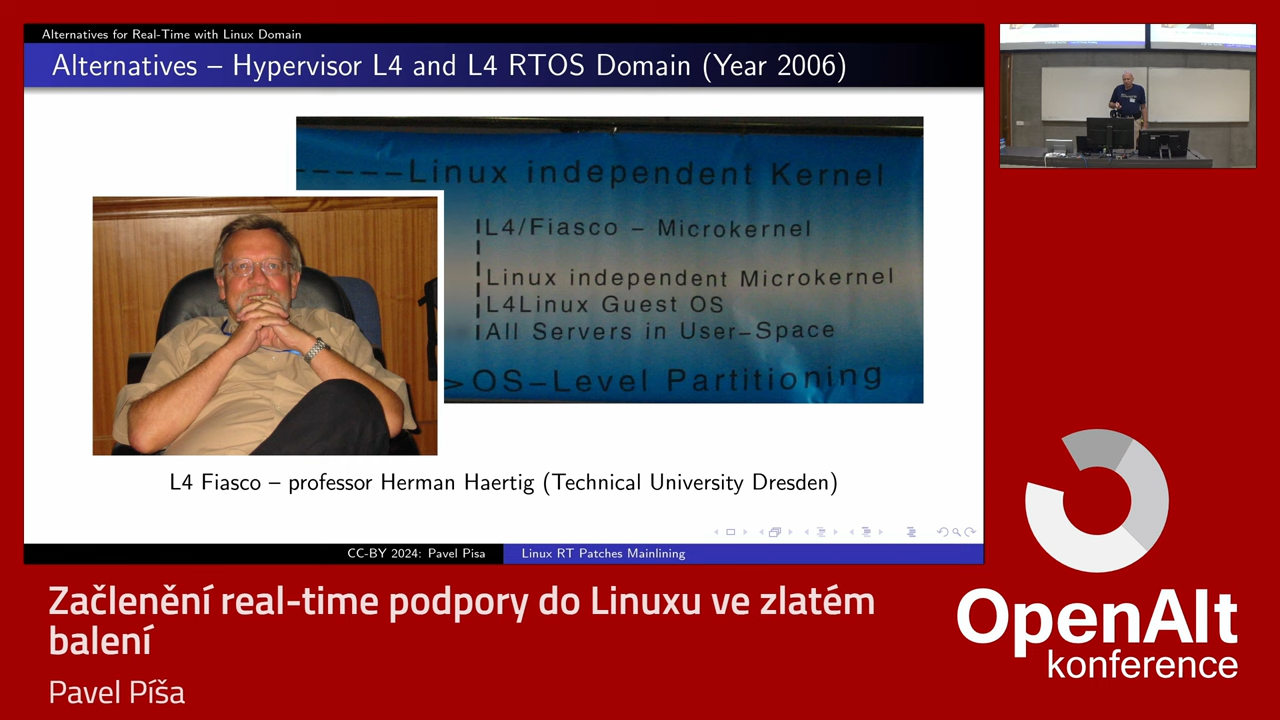 Alternatives for Real-Time with Linux Domain
Alternatives – Hypervisor L4 and L4 RTOS Domain (Year 2006)
-----Linux independent Kernel
L4/Fiasco – Microkernel
Linux independent Microkernel
L4Linux Guest OS
All Servers in User-Space
>OS-Level Partitioning
L4 Fiasco – professor Herman Haertig (Technical University Dresden)
CC-BY 2024: Pavel Pisa
Linux RT Patches Mainlining
Začlenění real-time podpory do Linuxu ve zlatém
balení
Pavel Píša
OpenAlt
konference